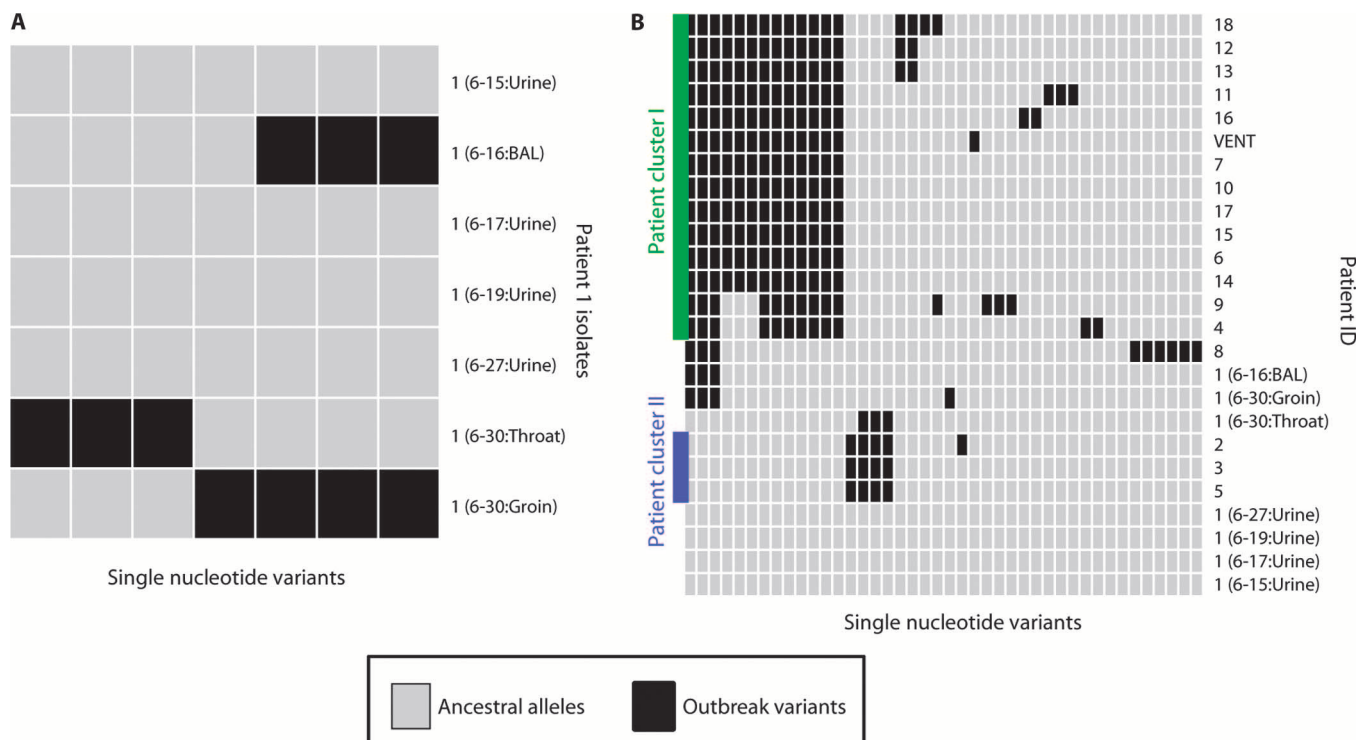 A
1 (6-15:Urine)
1 (6-16:BAL)
1 (6-17:Urine)
1 (6-19:Urine)
1 (6-27:Urine)
1 (6-30:Throat)
1 (6-30:Groin)
Patient 1 isolates
Single nucleotide variants
B
Patient cluster I
Patient cluster II
18
12
13
11
16
VENT
7
10
17
15
6
14
9
4
8
1 (6-16:BAL)
1 (6-30:Groin)
1 (6-30:Throat)
2
3
5
1 (6-27:Urine)
1 (6-19:Urine)
1 (6-17:Urine)
1 (6-15:Urine)
Patient ID
Single nucleotide variants
Ancestral alleles
Outbreak variants